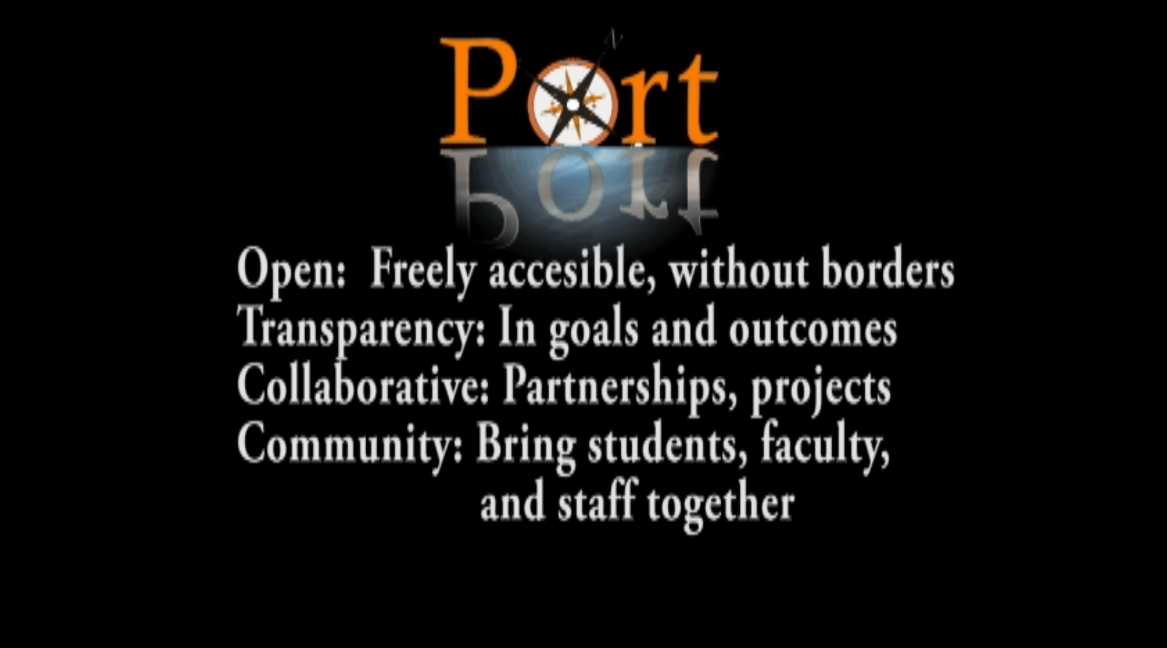 Port
N
Open: Freely accesible, without borders
Transparency: In goals and outcomes
Collaborative: Partnerships, projects
Community: Bring students, faculty,
and staff together